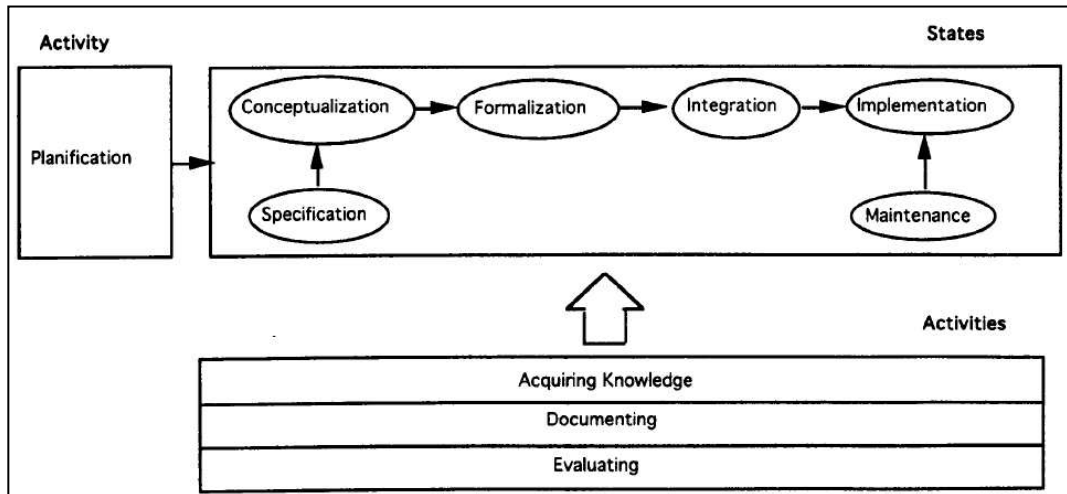 Activity
States
Planification
Conceptualization
Formalization
Integration
Implementation
Specification
Maintenance
Activities
Acquiring Knowledge
Documenting
Evaluating